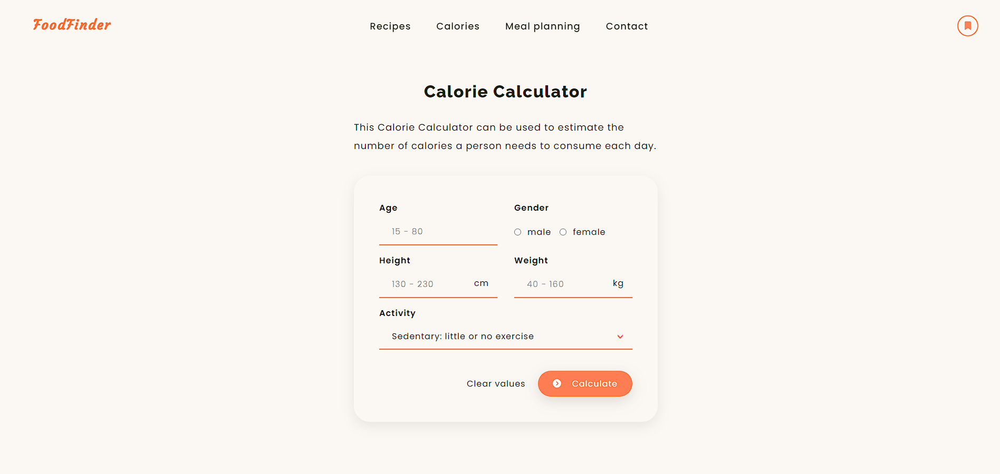 FoodFinder
Recipes Calories Meal planning Contact
Calorie Calculator
This Calorie Calculator can be used to estimate the
number of calories a person needs to consume each day.
Age Gender
15 - 80 male female
Height Weight
130 - 230 cm 40 - 160 kg
Activity
Sedentary: little or no exercise
Clear values Calculate